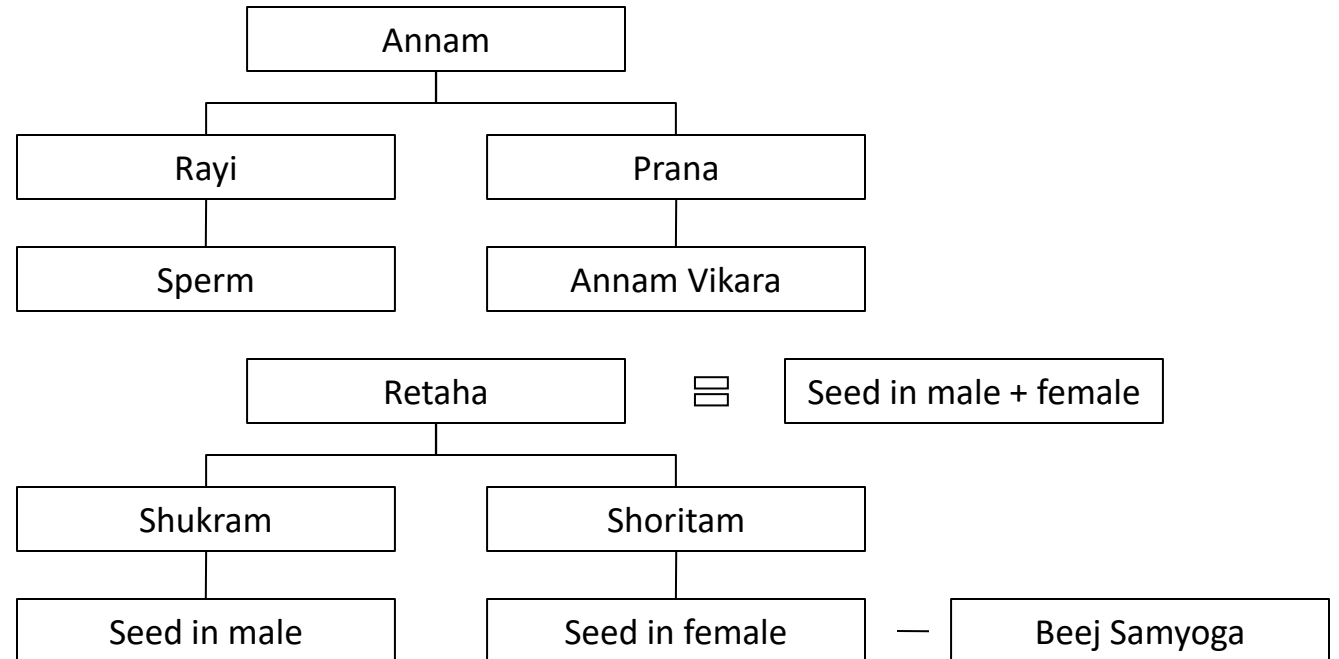 Annam
Rayi Prana
Sperm Annam Vikara
Retaha = Seed in male + female
Shukram Shoritam
Seed in male Seed in female — Beej Samyoga